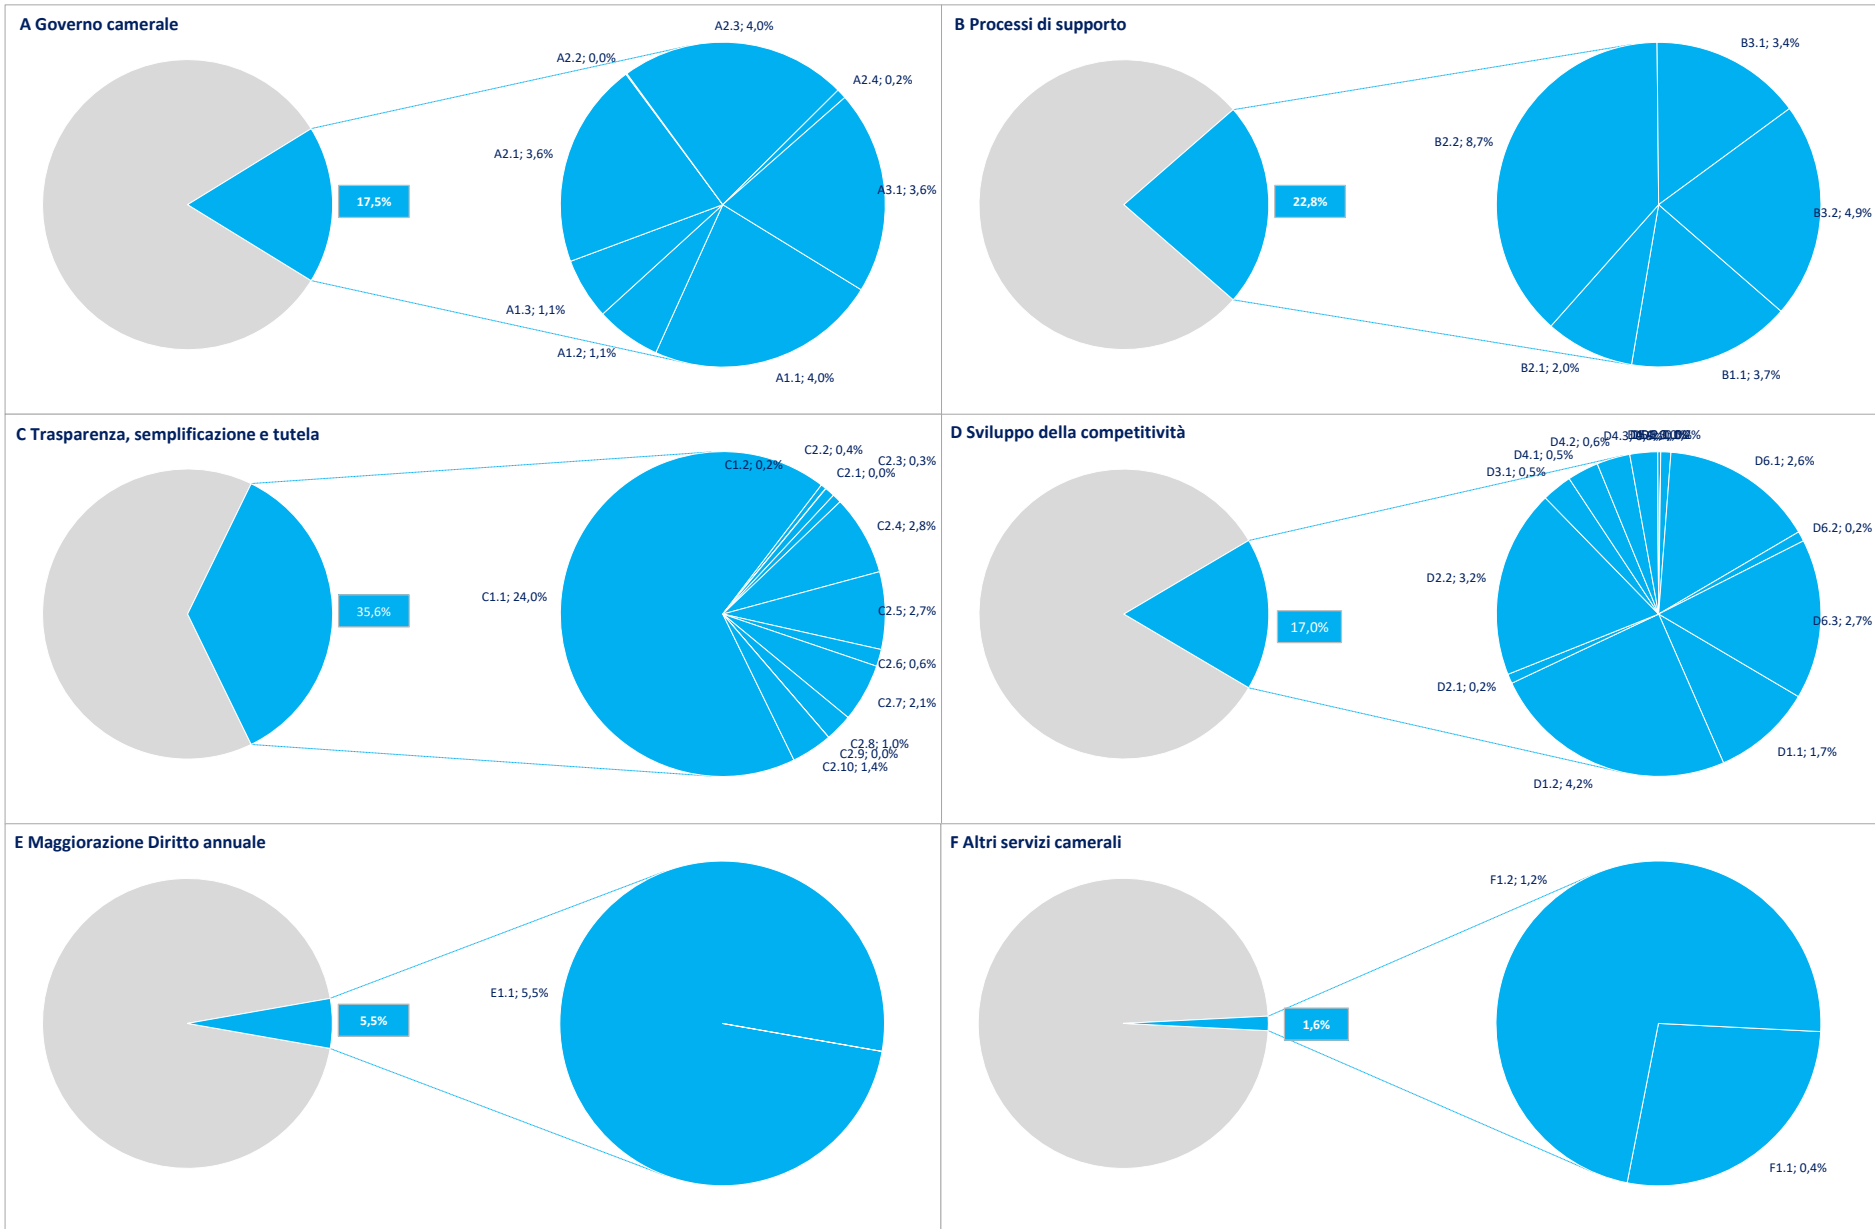 A Governo camerale
A2.3; 4,0%
A2.2; 0,0%
A2.4; 0,2%
A2.1; 3,6%
A3.1; 3,6%
17,5%
A1.3; 1,1%
A1.2; 1,1%
A1.1; 4,0%
B Processi di supporto
B3.1; 3,4%
B2.2; 8,7%
22,8%
B3.2; 4,9%
B2.1; 2,0%
B1.1; 3,7%
C Trasparenza, semplificazione e tutela
C2.2; 0,4%
C1.2; 0,2%
C2.3; 0,3%
C2.1; 0,0%
C2.4; 2,8%
C1.1; 24,0%
35,6%
C2.5; 2,7%
C2.6; 0,6%
C2.7; 2,1%
C2.8; 1,0%
C2.9; 0,0%
C2.10; 1,4%
D Sviluppo della competitività
D4.3;
D4.2; 0,6%
D4.1; 0,5%
D3.1; 0,5%
D6.1; 2,6%
D6.2; 0,2%
D2.2; 3,2%
17,0%
D6.3; 2,7%
D2.1; 0,2%
D1.1; 1,7%
D1.2; 4,2%
E Maggiorazione Diritto annuale
E1.1; 5,5%
5,5%
F Altri servizi camerali
F1.2; 1,2%
1,6%
F1.1; 0,4%